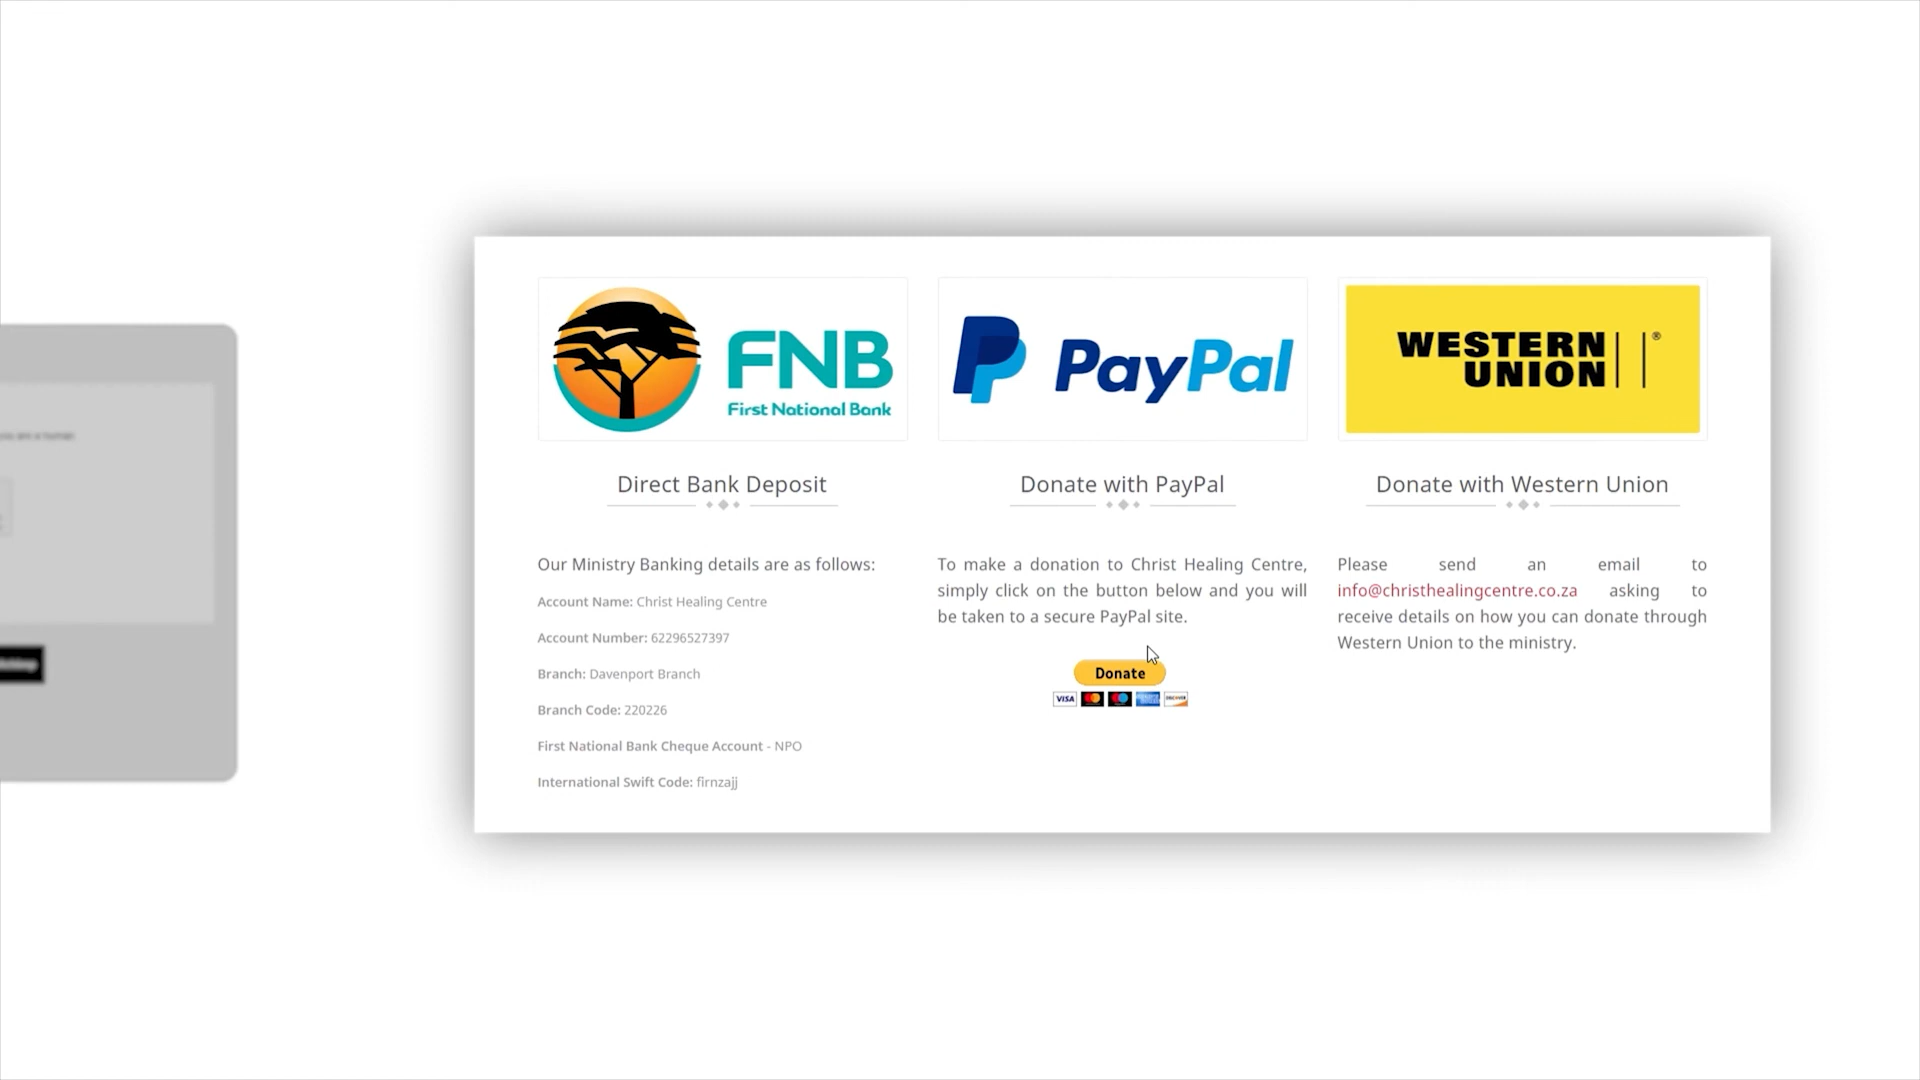 FNB
First National Bank
PayPal
WESTERN
UNION
®
Direct Bank Deposit
Donate with PayPal
Donate with Western Union
Our Ministry Banking details are as follows:
Account Name: Christ Healing Centre
Account Number: 62296527397
Branch: Davenport Branch
Branch Code: 220226
First National Bank Cheque Account - NPO
International Swift Code: firnzajj
To make a donation to Christ Healing Centre,
simply click on the button below and you will
be taken to a secure PayPal site.
Donate
VISA
Please send an email to
info@christhealingcentre.co.za asking to
receive details on how you can donate through
Western Union to the ministry.